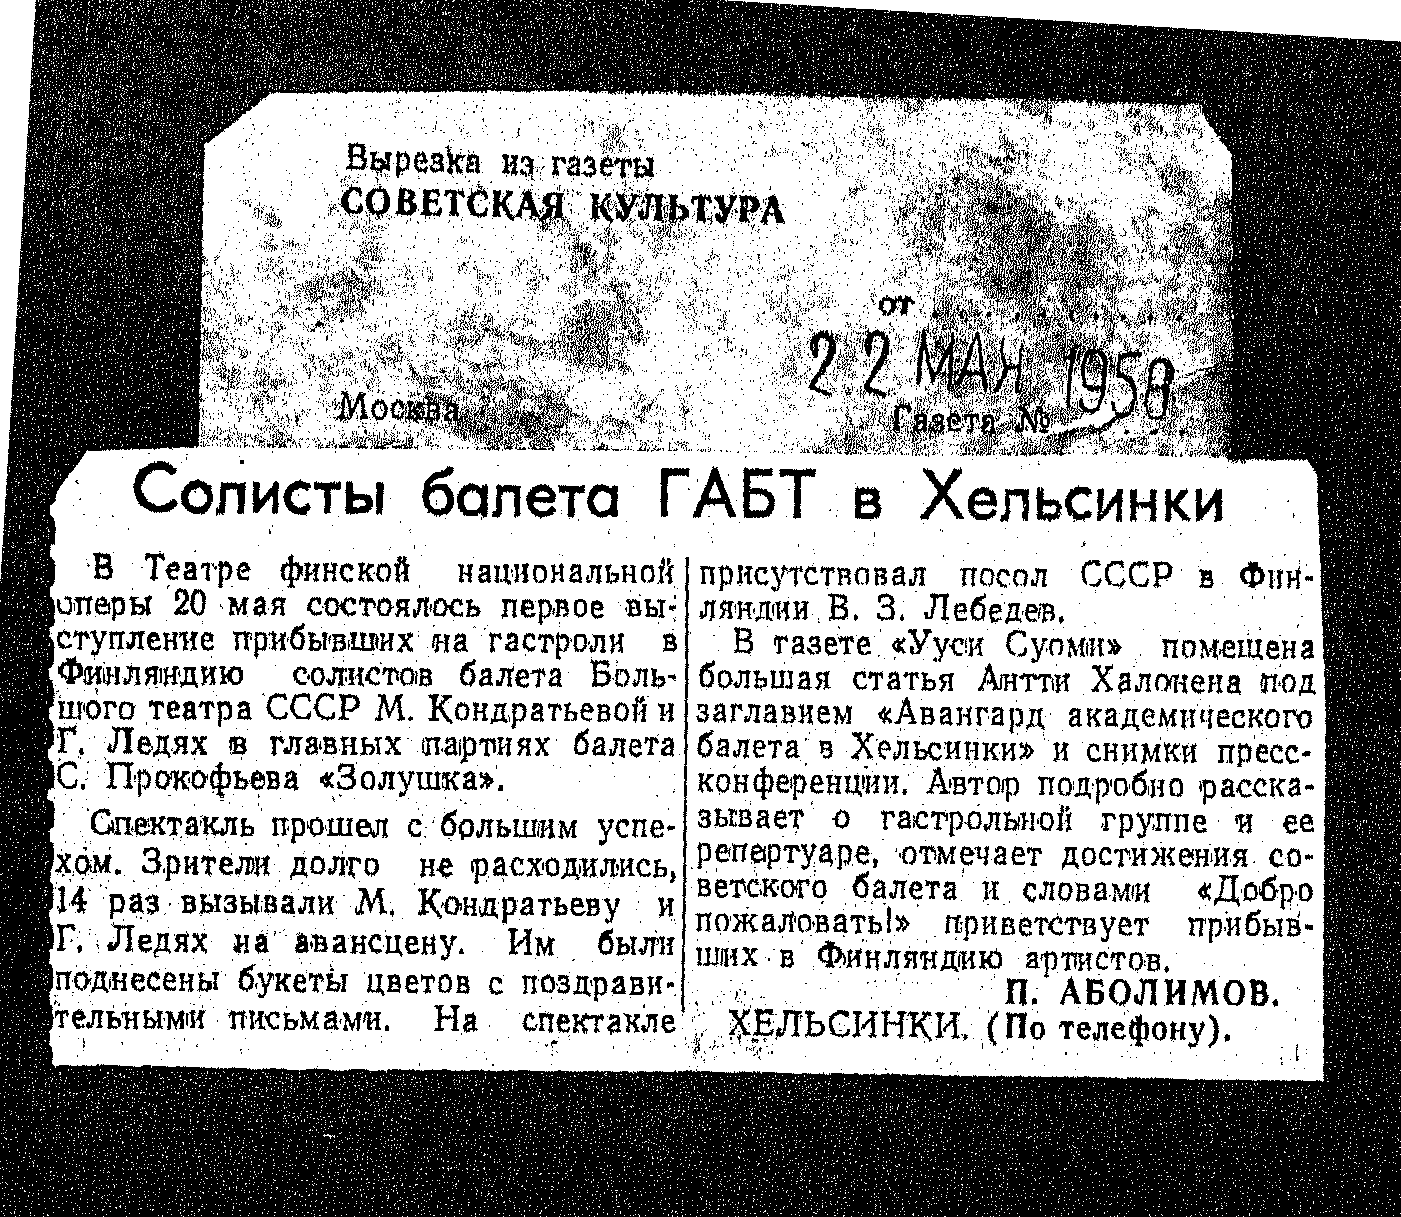 Вырезка из газеты
СОВЕТСКАЯ КУЛЬТУРА
от . . . . . . . . . . .
22 МАЯ 1958
Москва
Газета № . . . .
Солисты балета ГАБТ в Хельсинки
В Театре финской национальной
оперы 20 мая состоялось первое вы-
ступление прибывших на гастроли в
Финляндию солистов балета Боль-
шого театра СССР М. Кондратьевой и
Г. Ледях в главных партиях балета
С. Прокофьева «Золушка».
Спектакль прошел с большим успе-
хом. Зрители долго не расходились,
14 раз вызывали М. Кондратьеву и
Г. Ледях на авансцену. Им были
поднесены букеты цветов с поздрави-
тельными письмами. На спектакле
присутствовал посол СССР в Фин-
ляндии В. З. Лебедев.
В газете «Ууси Суоми» помещена
большая статья Антти Халонена под
заглавием «Авангард академического
балета в Хельсинки» и снимки пресс-
конференции. Автор подробно расска-
зывает о гастрольной группе и ее
репертуаре, отмечает достижения со-
ветского балета и словами «Добро
пожаловать!» приветствует прибыв-
ших в Финляндию артистов.
П. АБОЛИМОВ.
ХЕЛЬСИНКИ. (По телефону).